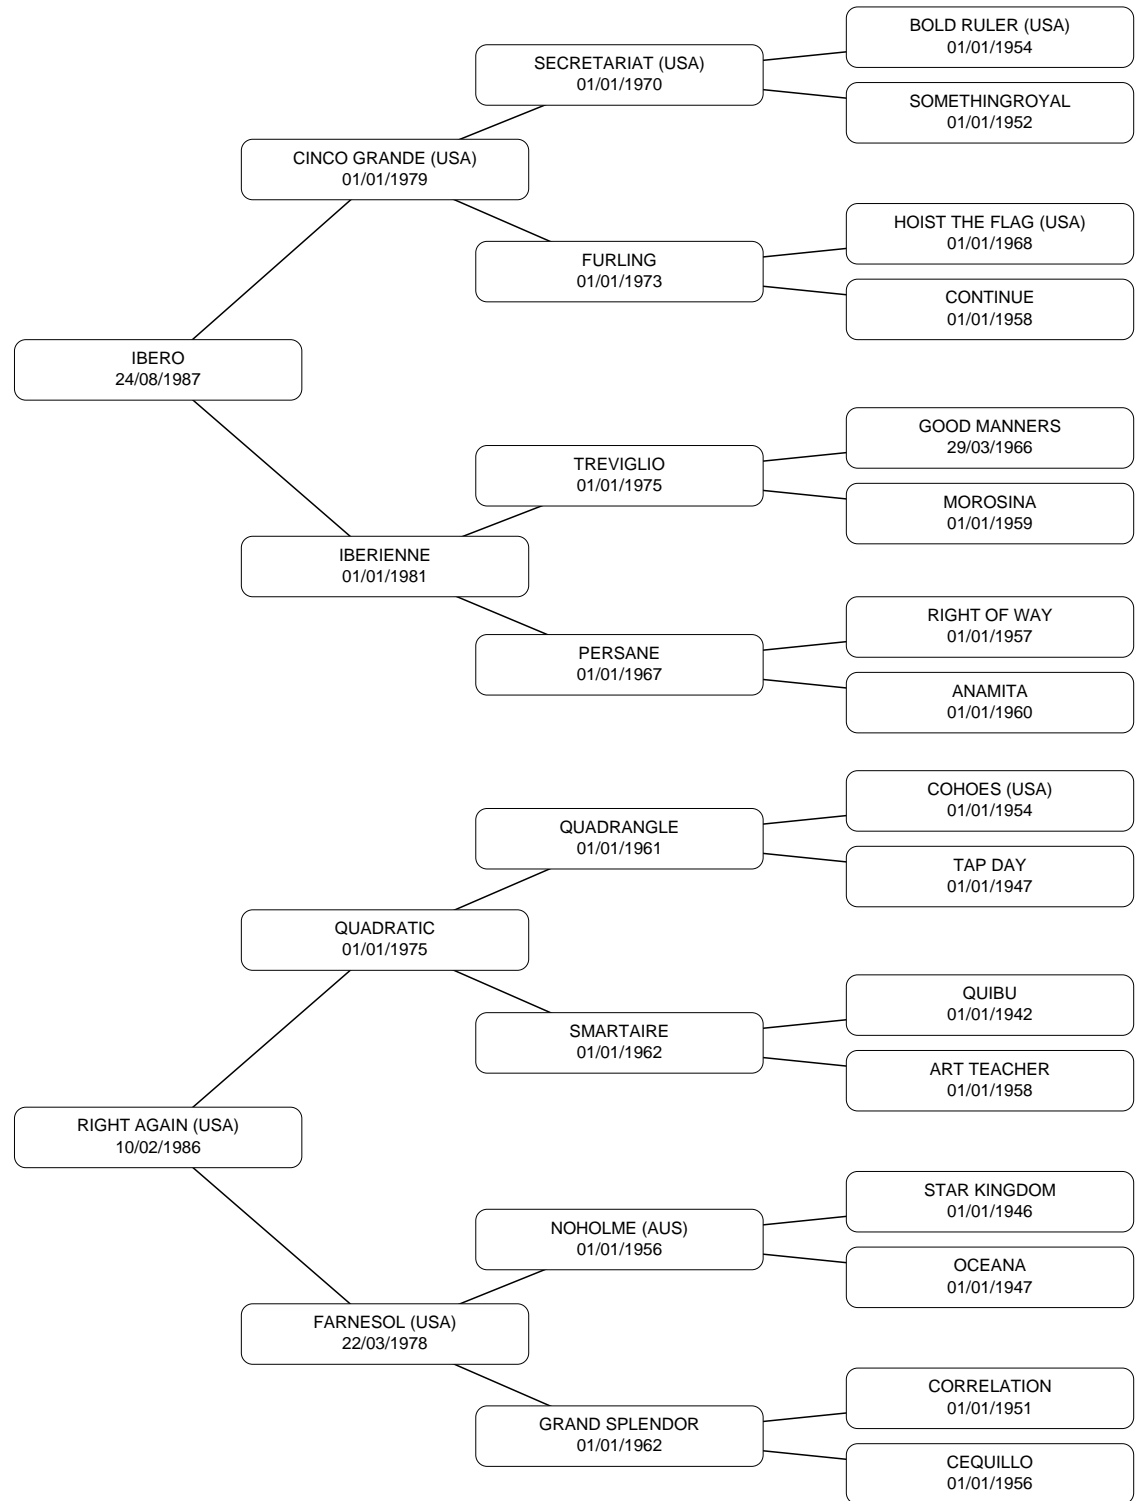 BOLD RULER (USA)
01/01/1954
SECRETARIAT (USA)
01/01/1970
SOMETHINGROYAL
01/01/1952
CINCO GRANDE (USA)
01/01/1979
HOIST THE FLAG (USA)
01/01/1968
FURLING
01/01/1973
CONTINUE
01/01/1958
IBERO
24/08/1987
GOOD MANNERS
29/03/1966
TREVIGLIO
01/01/1975
MOROSINA
01/01/1959
IBERIENNE
01/01/1981
RIGHT OF WAY
01/01/1957
PERSANE
01/01/1967
ANAMITA
01/01/1960
COHOES (USA)
01/01/1954
QUADRANGLE
01/01/1961
TAP DAY
01/01/1947
QUADRATIC
01/01/1975
QUIBU
01/01/1942
SMARTAIRE
01/01/1962
ART TEACHER
01/01/1958
RIGHT AGAIN (USA)
10/02/1986
STAR KINGDOM
01/01/1946
NOHOLME (AUS)
01/01/1956
OCEANA
01/01/1947
FARNESOL (USA)
22/03/1978
CORRELATION
01/01/1951
GRAND SPLENDOR
01/01/1962
CEQUILLO
01/01/1956